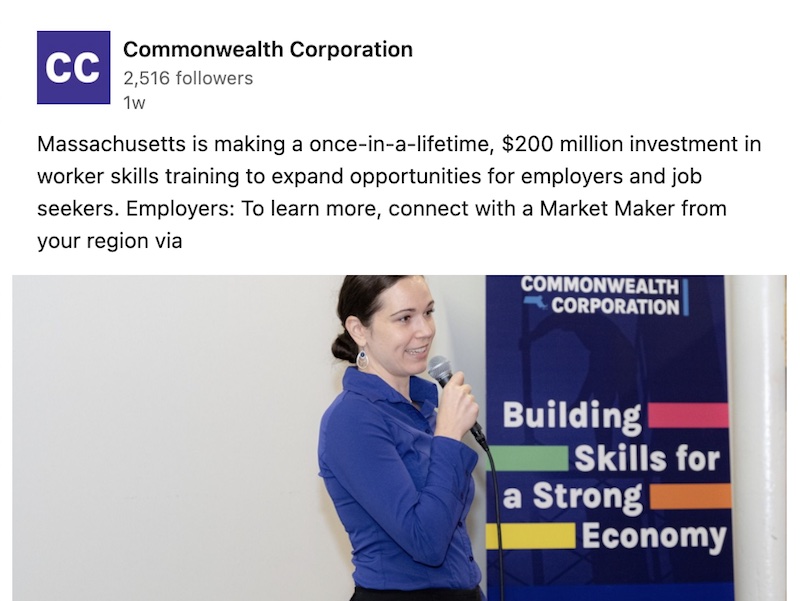 CC
Commonwealth Corporation
2,516 followers
1w
Massachusetts is making a once-in-a-lifetime, $200 million investment in
worker skills training to expand opportunities for employers and job
seekers. Employers: To learn more, connect with a Market Maker from
your region via
COMMONWEALTH
CORPORATION
Building
Skills for
a Strong
Economy